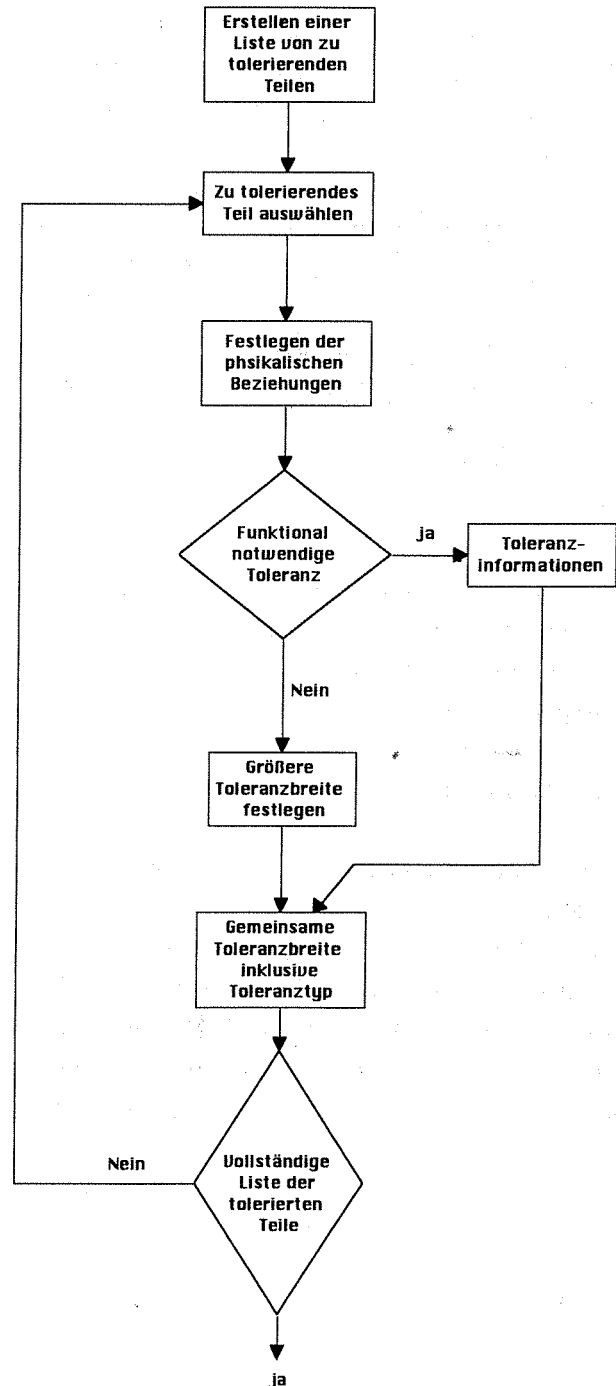 Erstellen einer
Liste von zu
tolerierenden
Teilen
Zu tolerierendes
Teil auswählen
Festlegen der
phsikalischen
Beziehungen
Funktional
notwendige
Toleranz
ja
Toleranz-
informationen
Nein
Größere
Toleranzbreite
festlegen
Gemeinsame
Toleranzbreite
inklusive
Toleranztyp
Nein
Vollständige
Liste der
tolerierten
Teile
ja